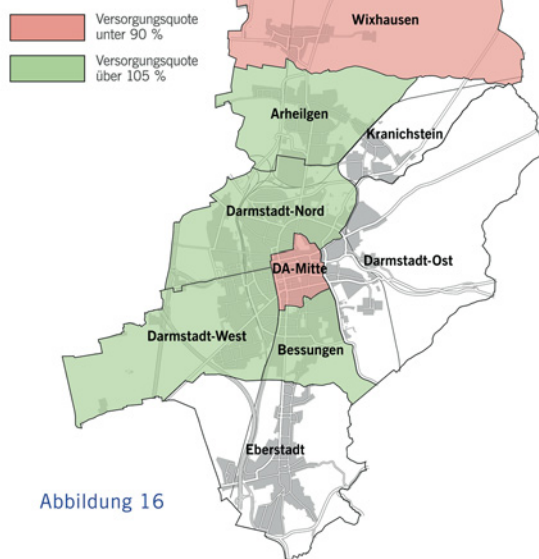 Versorgungsquote
unter 90 %
Versorgungsquote
über 105 %
Wixhausen
Arheilgen
Kranichstein
Darmstadt-Nord
DA-Mitte
Darmstadt-Ost
Darmstadt-West
Bessungen
Eberstadt
Abbildung 16